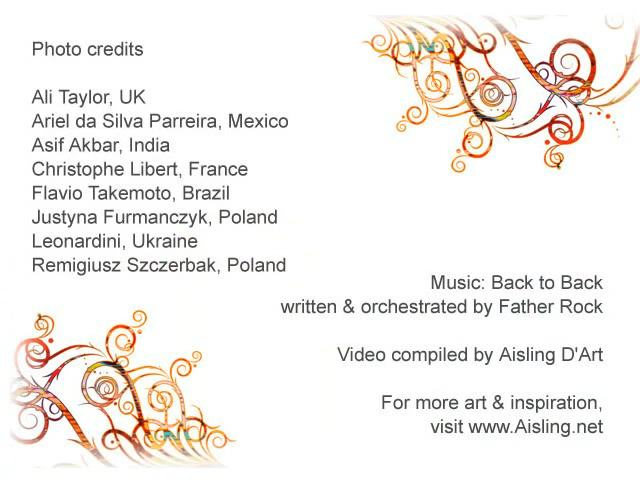 Photo credits
Ali Taylor, UK
Ariel da Silva Parreira, Mexico
Asif Akbar, India
Christophe Libert, France
Flavio Takemoto, Brazil
Justyna Furmanczyk, Poland
Leonardini, Ukraine
Remigiusz Szczerbak, Poland
Music: Back to Back
written & orchestrated by Father Rock
Video compiled by Aisling D'Art
For more art & inspiration,
visit www.Aisling.net